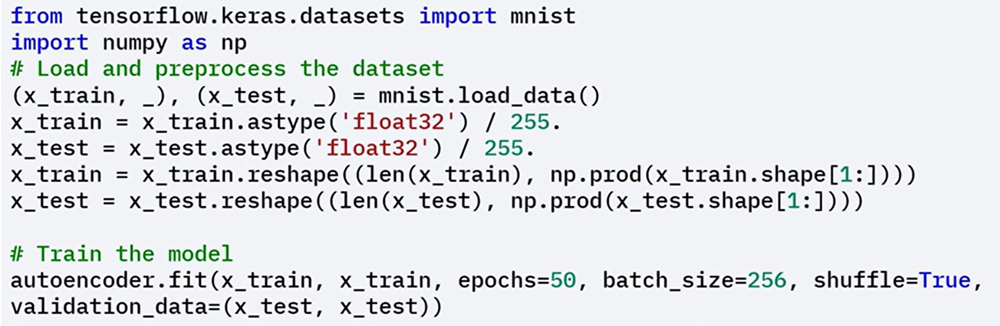 from tensorflow.keras.datasets import mnist
import numpy as np
# Load and preprocess the dataset
(x_train, _), (x_test, _) = mnist.load_data()
x_train = x_train.astype('float32') / 255.
x_test = x_test.astype('float32') / 255.
x_train = x_train.reshape((len(x_train), np.prod(x_train.shape[1:])))
x_test = x_test.reshape((len(x_test), np.prod(x_test.shape[1:])))
# Train the model
autoencoder.fit(x_train, x_train, epochs=50, batch_size=256, shuffle=True,
validation_data=(x_test, x_test))